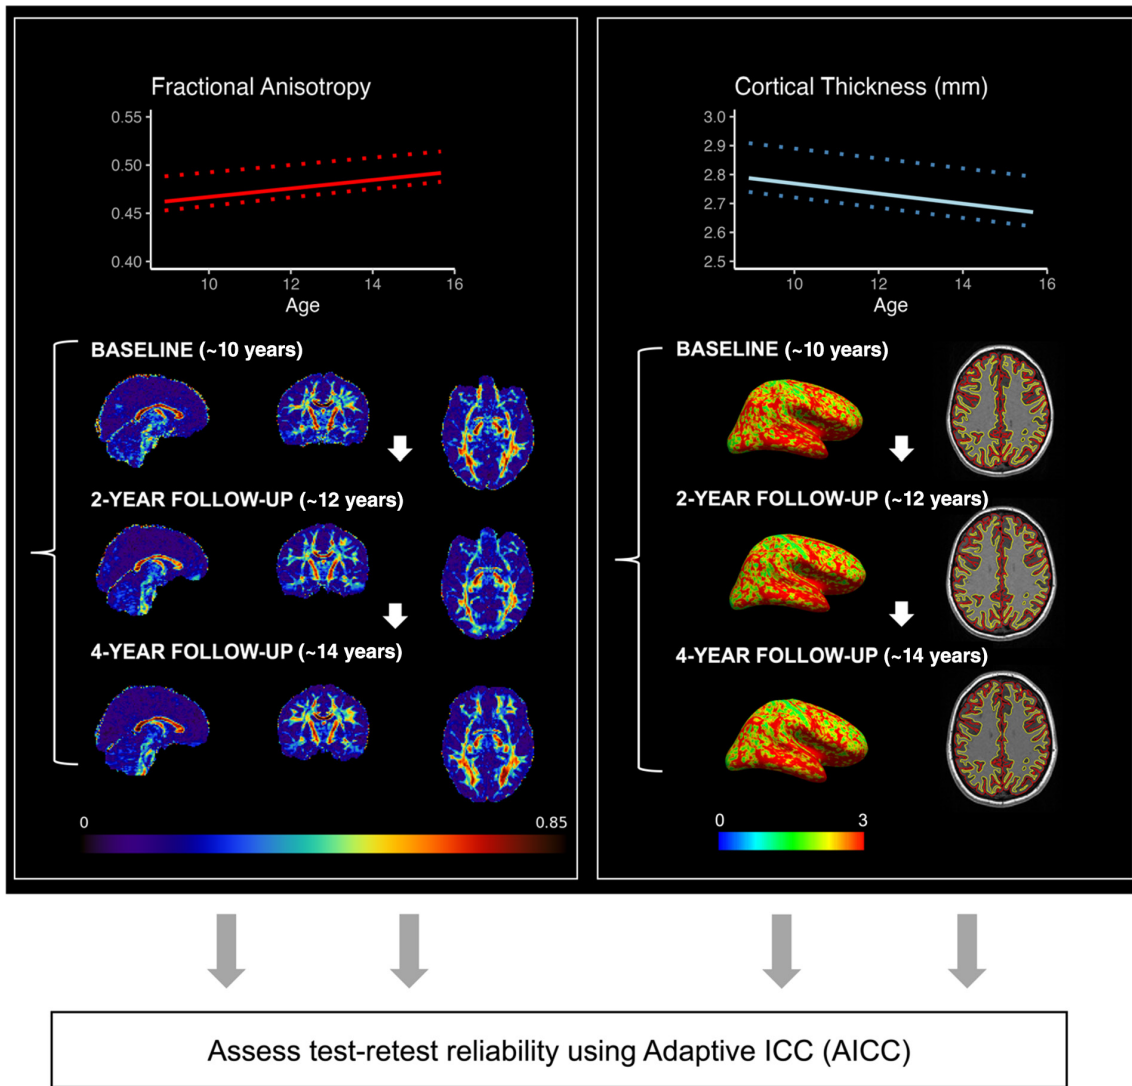 Fractional Anisotropy
0.55
0.50
0.45
0.40
10 12 14 16
Age
BASELINE (~10 years)
2-YEAR FOLLOW-UP (~12 years)
4-YEAR FOLLOW-UP (~14 years)
0 0.85
Cortical Thickness (mm)
3.0
2.9
2.8
2.7
2.6
2.5
10 12 14 16
Age
BASELINE (~10 years)
2-YEAR FOLLOW-UP (~12 years)
4-YEAR FOLLOW-UP (~14 years)
0 3
Assess test-retest reliability using Adaptive ICC (AICC)